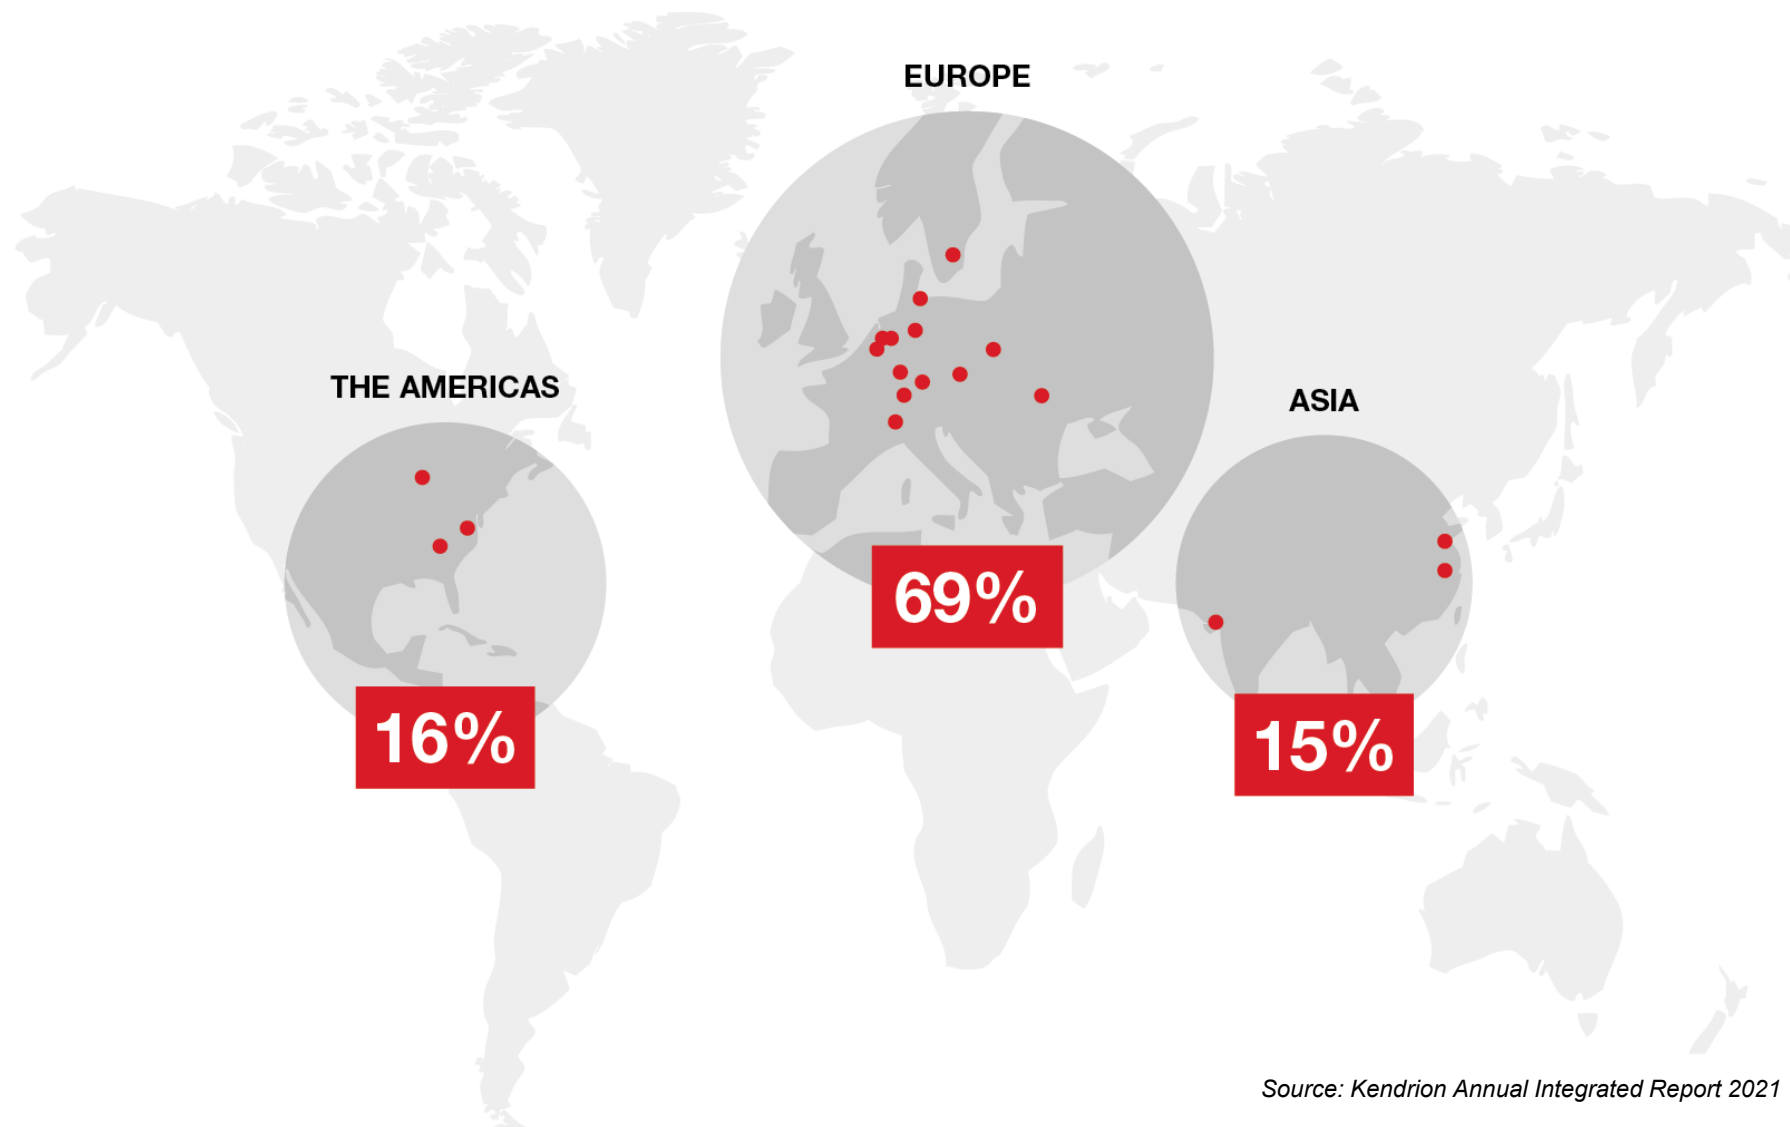 EUROPE
THE AMERICAS
ASIA
69%
16%
15%
Source: Kendrion Annual Integrated Report 2021